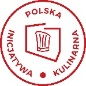 POLSKA
INICJATYWA • KULINARNA